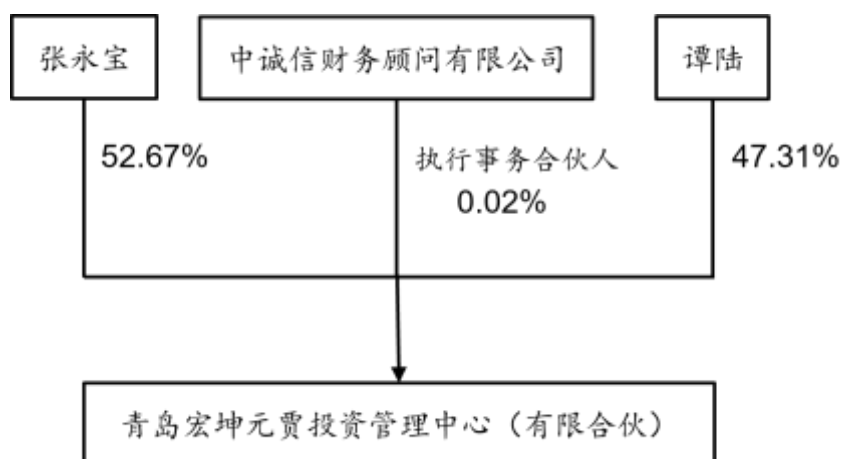 张永宝
中诚信财务顾问有限公司
谭陆
52.67%
执行事务合伙人
0.02%
47.31%
青岛宏坤元贾投资管理中心（有限合伙）